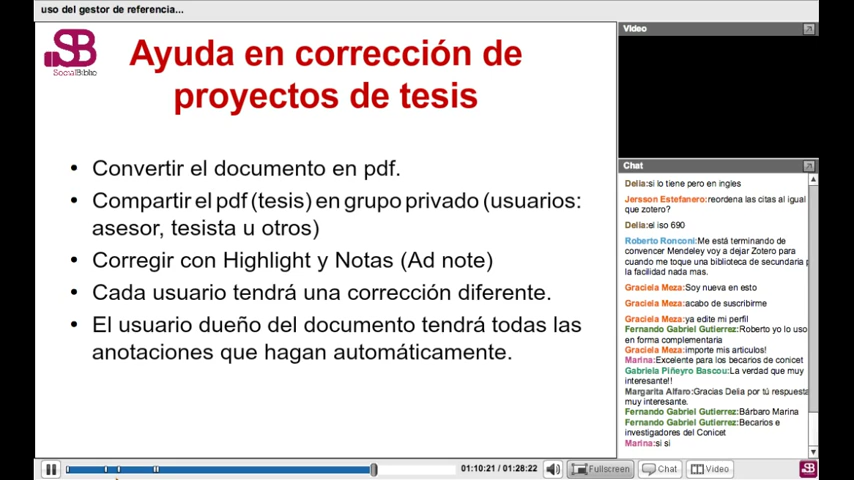 uso del gestor de referencia...
SB
SocialBiblio
Ayuda en corrección de
proyectos de tesis
• Convertir el documento en pdf.
• Compartir el pdf (tesis) en grupo privado (usuarios:
asesor, tesista u otros)
• Corregir con Highlight y Notas (Ad note)
• Cada usuario tendrá una corrección diferente.
• El usuario dueño del documento tendrá todas las
anotaciones que hagan automáticamente.
Video
Chat
Delia:si lo tiene pero en ingles
Jersson Estefanero:reordena las citas al igual
que zotero?
Delia:el iso 690
Roberto Ronconi:Me está terminando de
convencer Mendeley voy a dejar Zotero para
cuando me toque una biblioteca de secundaria p
la facilidad nada mas.
Graciela Meza:Soy nueva en esto
Graciela Meza:acabo de suscribirme
Graciela Meza:ya edite mi perfil
Fernando Gabriel Gutierrez:Roberto yo lo uso
en forma complementaria
Graciela Meza:importe mis articulos!
Marina:Excelente para los becarios de conicet
Gabriela Piñeyro Bascou:La verdad que muy
interesante!!
Margarita Alfaro:Gracias Delia por tú respuesta
muy interesante.
Fernando Gabriel Gutierrez:Bárbaro Marina
Fernando Gabriel Gutierrez:Becarios e
investigadores del Conicet
Marina:si si
01:10:21 / 01:28:22
Fullscreen
Chat
Video
SB